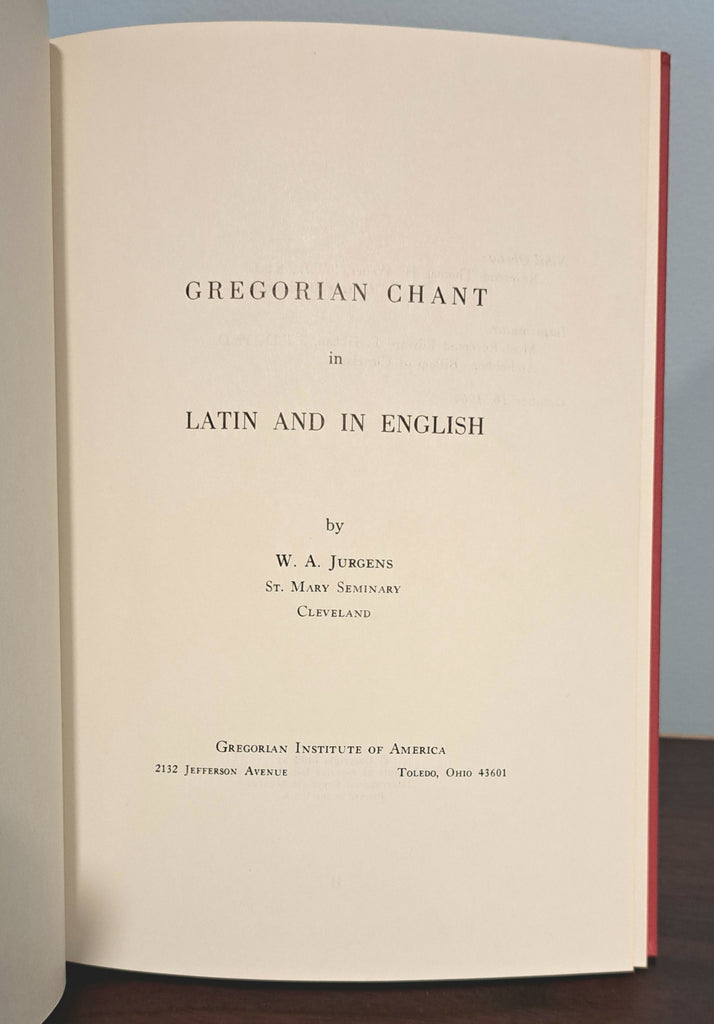 GREGORIAN CHANT
in
LATIN AND IN ENGLISH
by
W. A. JURGENS
ST. MARY SEMINARY
CLEVELAND
GREGORIAN INSTITUTE OF AMERICA
2132 JEFFERSON AVENUE TOLEDO, OHIO 43601